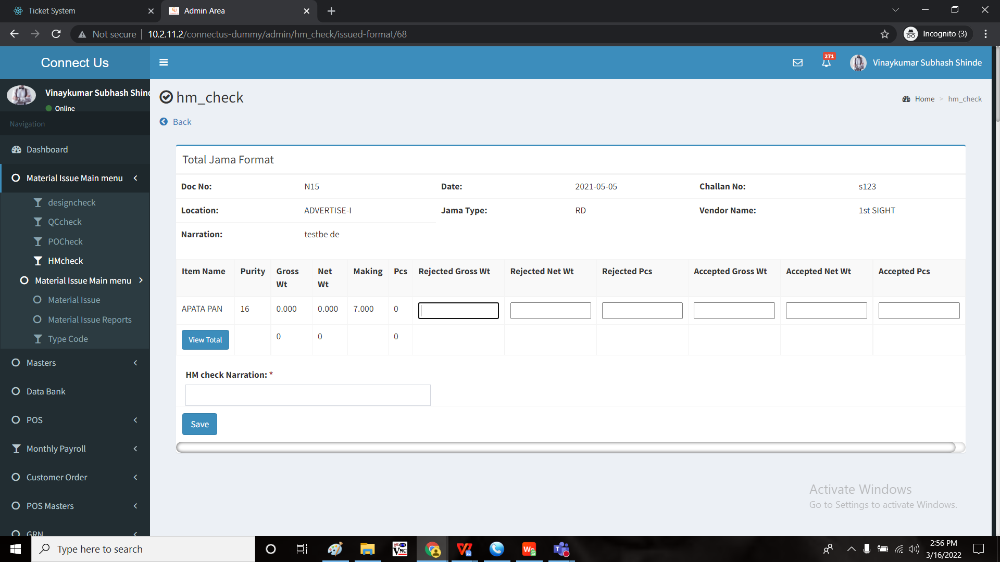 Ticket System
Admin Area
Not secure 10.2.11.2/connectus-dummy/admin/hm_check/issued-format/68
Incognito (3)
Connect Us
271
Vinaykumar Subhash Shinde
Vinaykumar Subhash Shind
Online
Navigation
Dashboard
Material Issue Main menu
designcheck
QCcheck
POCheck
HMcheck
Material Issue Main menu
Material Issue
Material Issue Reports
Type Code
Masters
Data Bank
POS
Monthly Payroll
Customer Order
POS Masters
GRN
hm_check
Home > hm_check
Back
Total Jama Format
Doc No: N15 Date: 2021-05-05 Challan No: s123
Location: ADVERTISE-I Jama Type: RD Vendor Name: 1st SIGHT
Narration: testbe de
Item Name Purity Gross Wt Net Wt Making Pcs Rejected Gross Wt Rejected Net Wt Rejected Pcs Accepted Gross Wt Accepted Net Wt Accepted Pcs
APATA PAN 16 0.000 0.000 7.000 0
View Total 0 0 0
HM check Narration: *
Save
Activate Windows
Go to Settings to activate Windows.
Type here to search
2:56 PM
3/16/2022